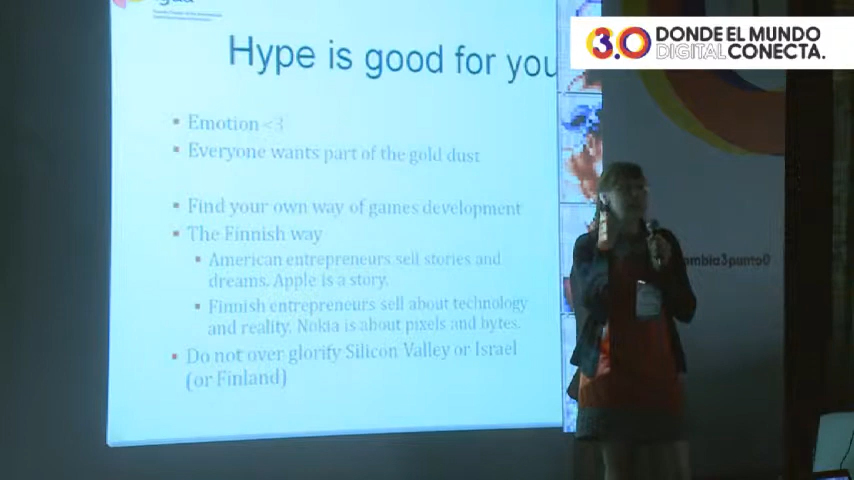 3.0 DONDE EL MUNDO
DIGITAL CONECTA.
Hype is good for you
▪ Emotion <3
▪ Everyone wants part of the gold dust
▪ Find your own way of games development
▪ The Finnish way
▪ American entrepreneurs sell stories and
dreams. Apple is a story.
▪ Finnish entrepreneurs sell about technology
and reality. Nokia is about pixels and bytes.
▪ Do not over glorify Silicon Valley or Israel
(or Finland)
ombia3punto0